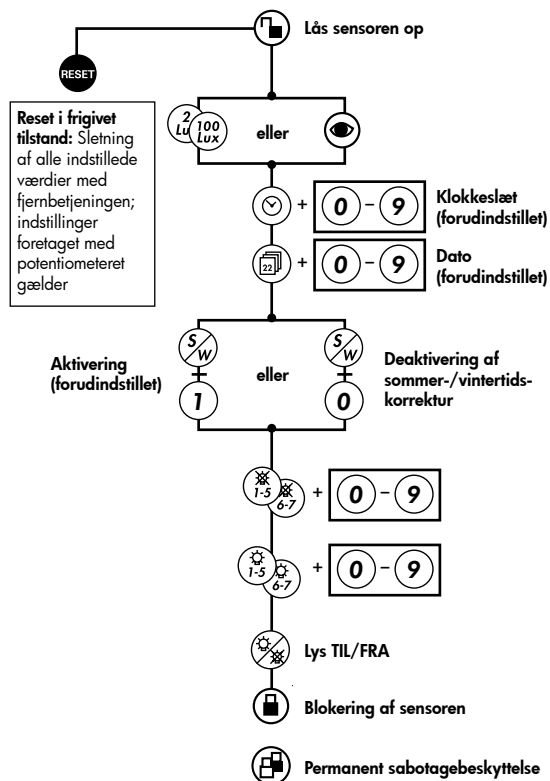 Lås sensoren op
RESET
Reset i frigivet
tilstand: Sletning
af alle indstillede
værdier med
fjernbetjeningen;
indstillinger
foretaget med
potentiometeret
gælder
2
Lu
100
Lux
eller
+ 0 – 9
Klokkeslæt
(forudindstillet)
22
+ 0 – 9
Dato
(forudindstillet)
Aktivering
(forudindstillet)
S/W
+
1
eller
S/W
+
0
Deaktivering af
sommer-/vintertids-
korrektur
1-5
6-7
+ 0 – 9
1-5
6-7
+ 0 – 9
Lys TIL/FRA
Blokering af sensoren
Permanent sabotagebeskyttelse